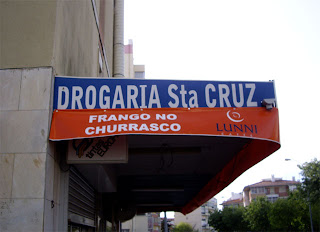 DROGARIA Sta CRUZ
FRANGO NO
CHURRASCO
LUNNI